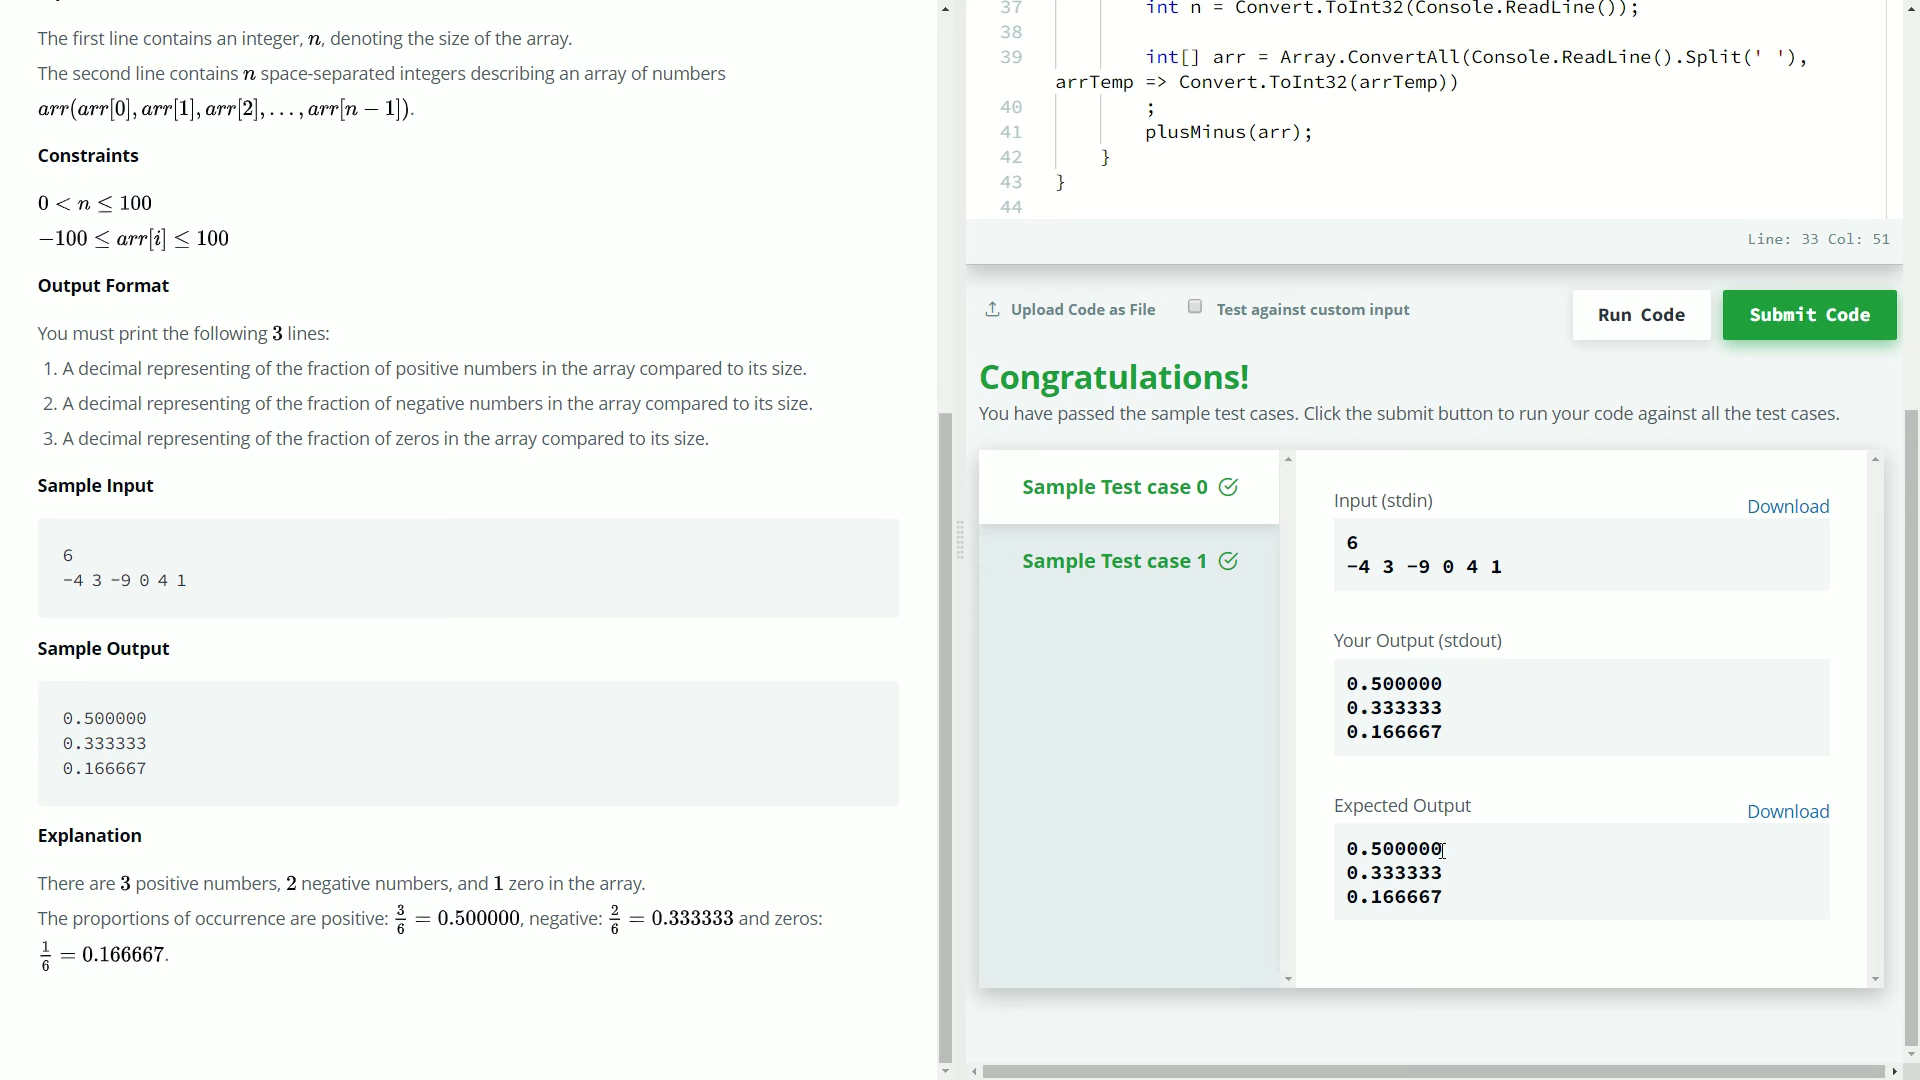 The first line contains an integer, n, denoting the size of the array.
The second line contains n space-separated integers describing an array of numbers
arr(arr[0], arr[1], arr[2], . . . , arr[n − 1]).
Constraints
0 < n ≤ 100
−100 ≤ arr[i] ≤ 100
Output Format
You must print the following 3 lines:
1. A decimal representing of the fraction of positive numbers in the array compared to its size.
2. A decimal representing of the fraction of negative numbers in the array compared to its size.
3. A decimal representing of the fraction of zeros in the array compared to its size.
Sample Input
6
-4 3 -9 0 4 1
Sample Output
0.500000
0.333333
0.166667
Explanation
There are 3 positive numbers, 2 negative numbers, and 1 zero in the array.
The proportions of occurrence are positive: 3/6 = 0.500000, negative: 2/6 = 0.333333 and zeros:
1/6 = 0.166667.
37 int n = Convert.ToInt32(Console.ReadLine());
38
39 int[] arr = Array.ConvertAll(Console.ReadLine().Split(' '),
arrTemp => Convert.ToInt32(arrTemp))
40 ;
41 plusMinus(arr);
42 }
43 }
44
Line: 33 Col: 51
Upload Code as File Test against custom input Run Code Submit Code
Congratulations!
You have passed the sample test cases. Click the submit button to run your code against all the test cases.
Sample Test case 0
Sample Test case 1
Input (stdin) Download
6
-4 3 -9 0 4 1
Your Output (stdout)
0.500000
0.333333
0.166667
Expected Output Download
0.500000
0.333333
0.166667